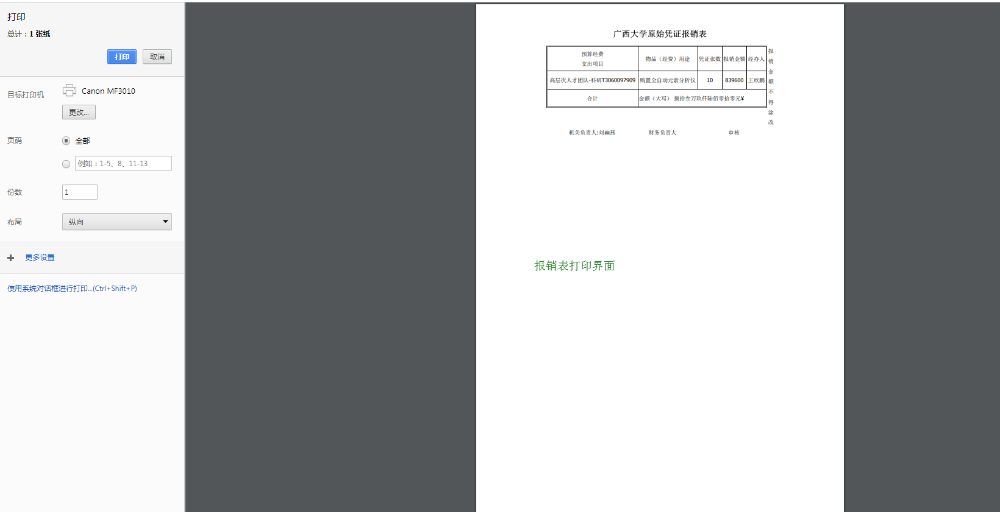 打印
总计：1 张纸
打印 取消
目标打印机 Canon MF3010
更改...
页码 全部
例如：1-5、8、11-13
份数 1
布局 纵向
更多设置
使用系统对话框进行打印...(Ctrl+Shift+P)
广西大学原始凭证报销表
预算经费
支出项目
物品（经费）用途 凭证张数 报销金额 经办人
高层次人才团队-科研T3060097909 购置全自动元素分析仪 10 839600 王欣鹏
合计 金额（大写） 捌拾叁万玖仟陆佰零拾零元¥
报销金额不得涂改
机关负责人:刘幽燕 财务负责人 审核
报销表打印界面